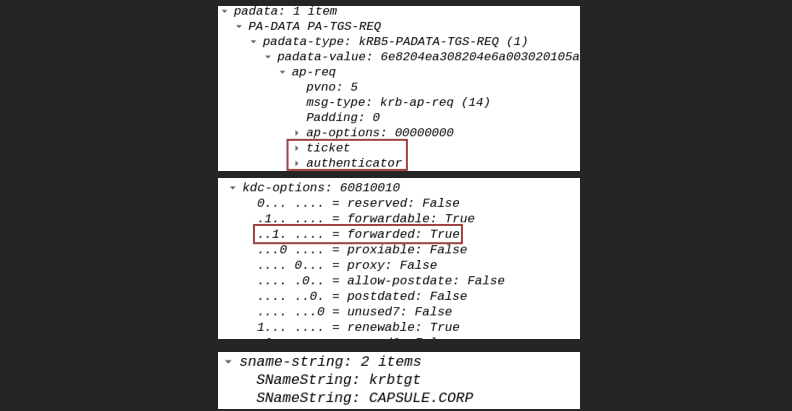 padata: 1 item
PA-DATA PA-TGS-REQ
padata-type: kRB5-PADATA-TGS-REQ (1)
padata-value: 6e8204ea308204e6a003020105a
ap-req
pvno: 5
msg-type: krb-ap-req (14)
Padding: 0
ap-options: 00000000
ticket
authenticator
kdc-options: 60810010
0... .... = reserved: False
.1.. .... = forwardable: True
..1. .... = forwarded: True
...0 .... = proxiable: False
.... 0... = proxy: False
.... .0.. = allow-postdate: False
.... ..0. = postdated: False
.... ...0 = unused7: False
1... .... = renewable: True
sname-string: 2 items
SNameString: krbtgt
SNameString: CAPSULE.CORP